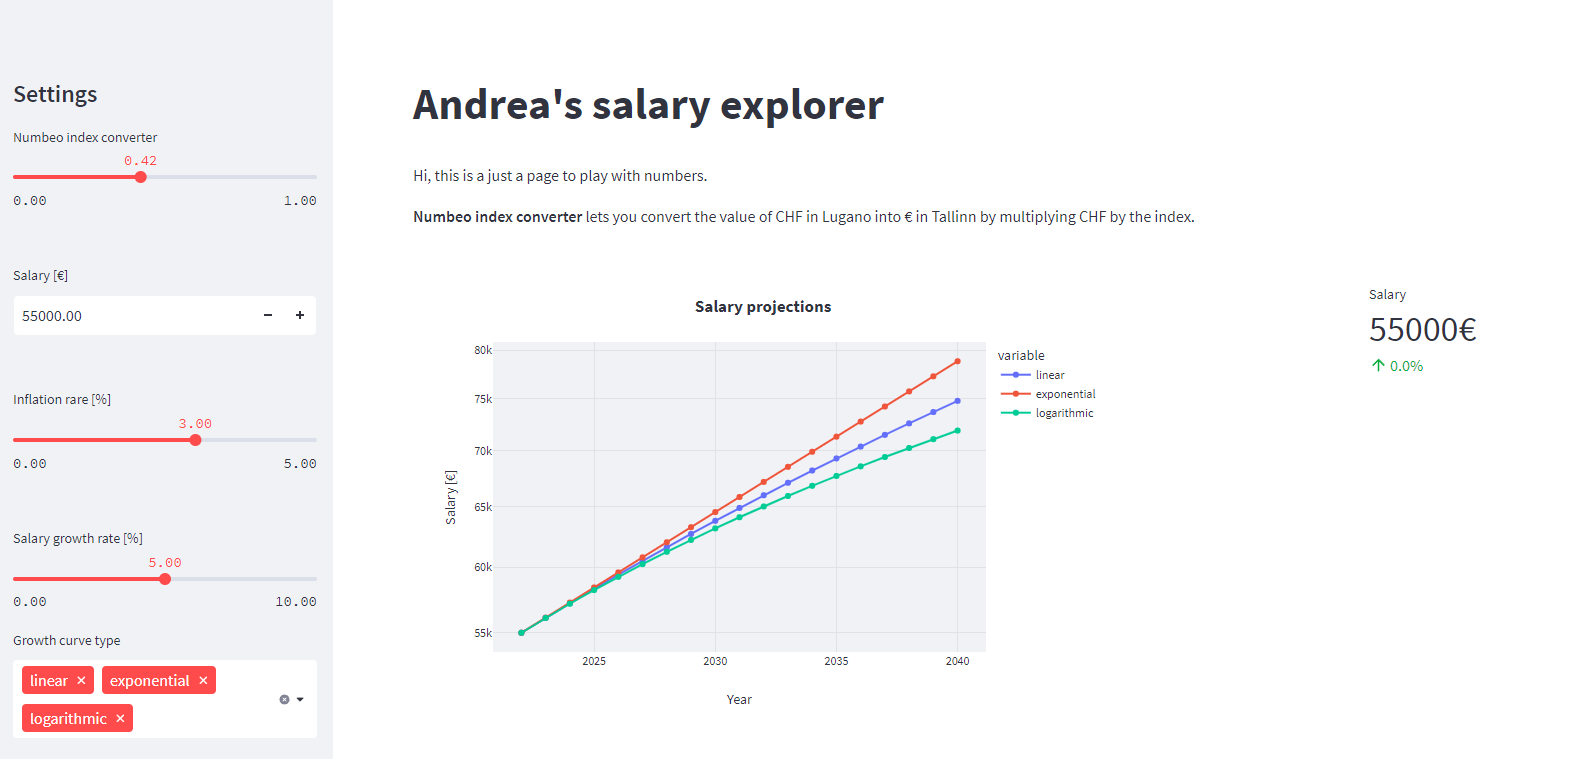 Settings
Numbeo index converter
0.42
0.00 1.00
Salary [€]
55000.00
Inflation rare [%]
3.00
0.00 5.00
Salary growth rate [%]
5.00
0.00 10.00
Growth curve type
linear × exponential ×
logarithmic ×
Andrea's salary explorer
Hi, this is a just a page to play with numbers.
Numbeo index converter lets you convert the value of CHF in Lugano into € in Tallinn by multiplying CHF by the index.
Salary projections
80k
75k
70k
65k
60k
55k
Salary [€]
2025 2030 2035 2040
Year
variable
linear
exponential
logarithmic
Salary
55000€
0.0%